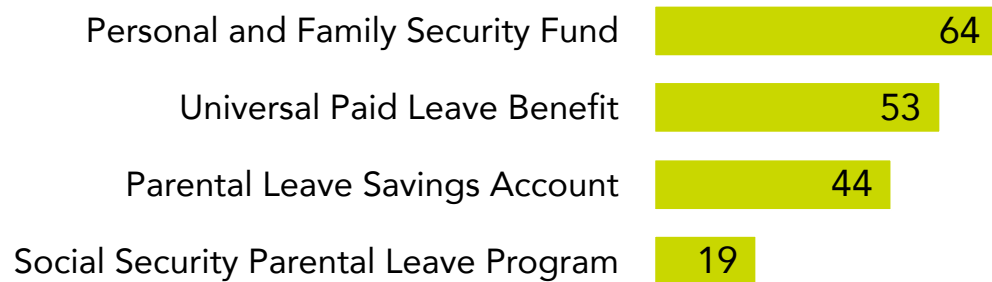 Personal and Family Security Fund 64
Universal Paid Leave Benefit 53
Parental Leave Savings Account 44
Social Security Parental Leave Program 19